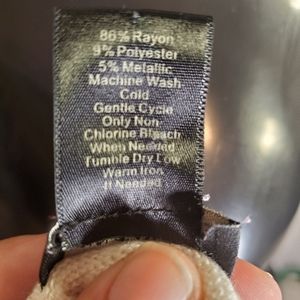 86% Rayon
9% Polyester
5% Metallic
Machine Wash
Cold
Gentle Cycle
Only Non
Chlorine Bleach
When Needed
Tumble Dry Low
Warm Iron
If Needed